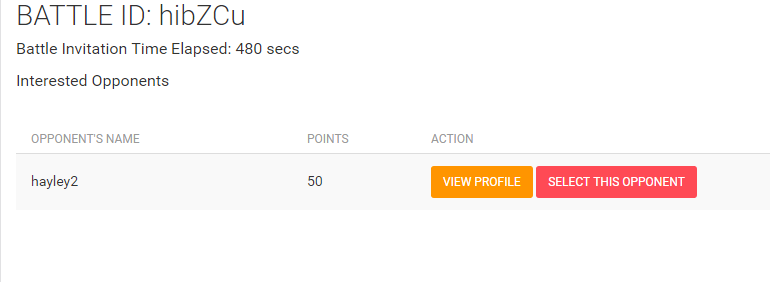 BATTLE ID: hibZCu
Battle Invitation Time Elapsed: 480 secs
Interested Opponents
OPPONENT'S NAME POINTS ACTION
hayley2 50 VIEW PROFILE SELECT THIS OPPONENT